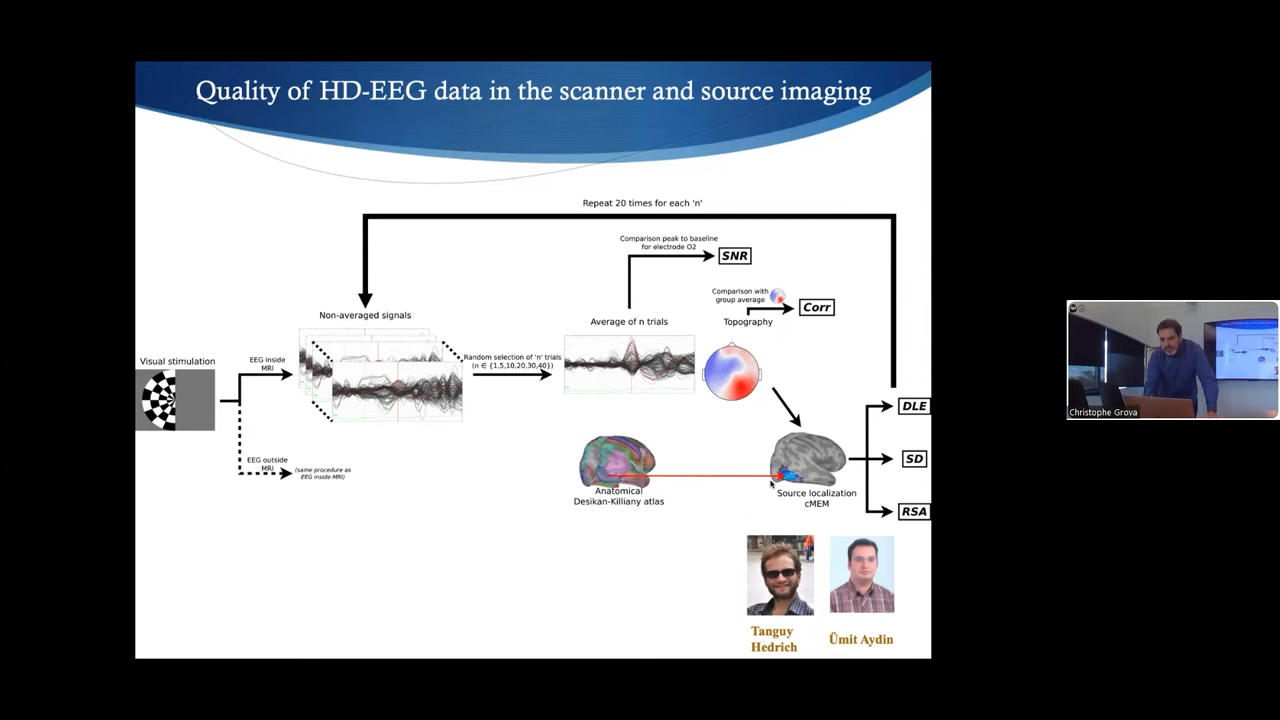 Quality of HD-EEG data in the scanner and source imaging
Repeat 20 times for each 'n'
Comparison peak to baseline
for electrode O2
SNR
Comparison with
group average
Corr
Non-averaged signals
Average of n trials
Topography
Visual stimulation
EEG inside
MRI
Random selection of 'n' trials
(n ∈ {1,5,10,20,30,40})
EEG outside
MRI
(same procedure as
EEG inside MRI)
Anatomical
Desikan-Killiany atlas
Source localization
cMEM
DLE
SD
RSA
Tanguy
Hedrich
Ümit Aydin
Christophe Grova